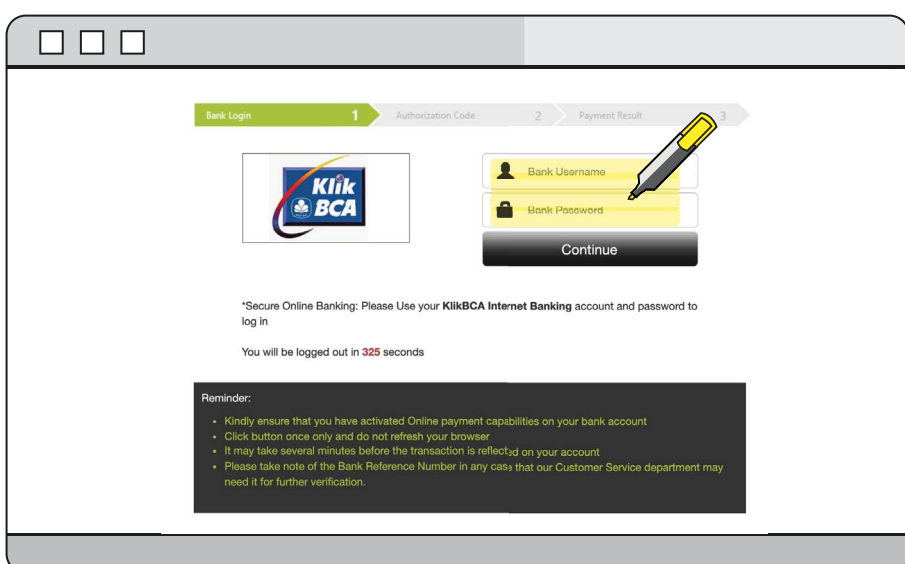 Bank Login 1 Authorization Code 2 Payment Result 3
Klik
BCA
Bank Username
Bank Password
Continue
*Secure Online Banking: Please Use your KlikBCA Internet Banking account and password to
log in
You will be logged out in 325 seconds
Reminder:
• Kindly ensure that you have activated Online payment capabilities on your bank account
• Click button once only and do not refresh your browser
• It may take several minutes before the transaction is reflected on your account
• Please take note of the Bank Reference Number in any case that our Customer Service department may
need it for further verification.